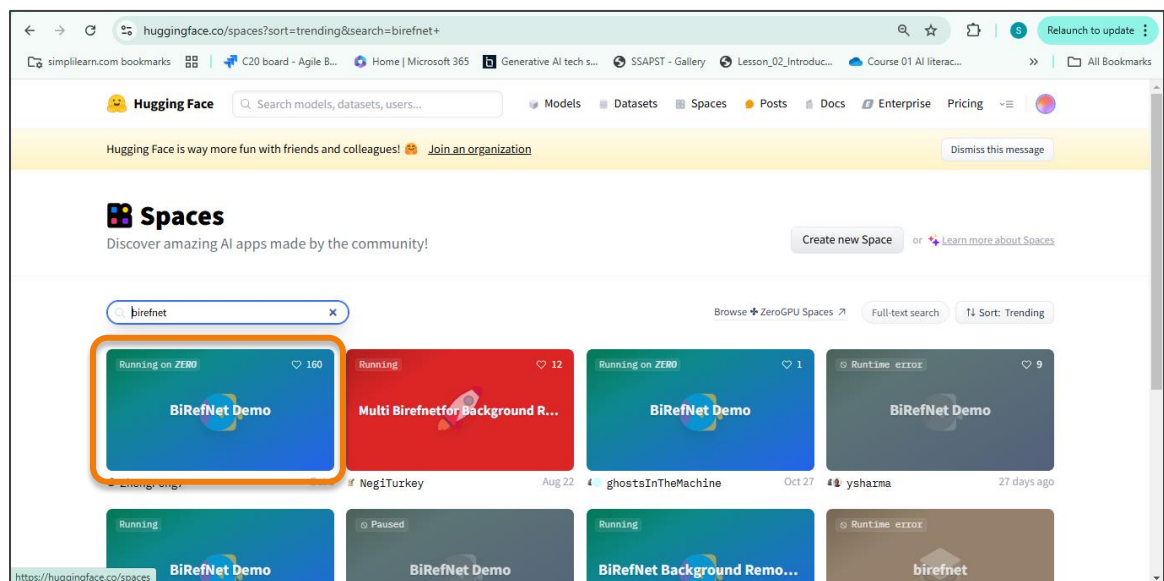 huggingface.co/spaces?sort=trending&search=birefnet+
S
Relaunch to update
simplilearn.com bookmarks
C20 board - Agile B...
Home | Microsoft 365
Generative AI tech s...
SSAPST - Gallery
Lesson_02_Introduc...
Course 01 AI literac...
»
All Bookmarks
Hugging Face
Search models, datasets, users...
Models
Datasets
Spaces
Posts
Docs
Enterprise
Pricing
Hugging Face is way more fun with friends and colleagues! 🤗 Join an organization
Dismiss this message
Spaces
Discover amazing AI apps made by the community!
Create new Space
or
Learn more about Spaces
birefnet
Browse ZeroGPU Spaces
Full-text search
Sort: Trending
Running on ZERO
160
BiRefNet Demo
Running
12
Multi Birefnetfor Background R...
NegiTurkey
Aug 22
Running on ZERO
1
BiRefNet Demo
ghostsInTheMachine
Oct 27
Runtime error
9
BiRefNet Demo
ysharma
27 days ago
Running
BiRefNet Demo
Paused
BiRefNet Demo
Running
BiRefNet Background Remo...
Runtime error
birefnet
https://huggingface.co/spaces